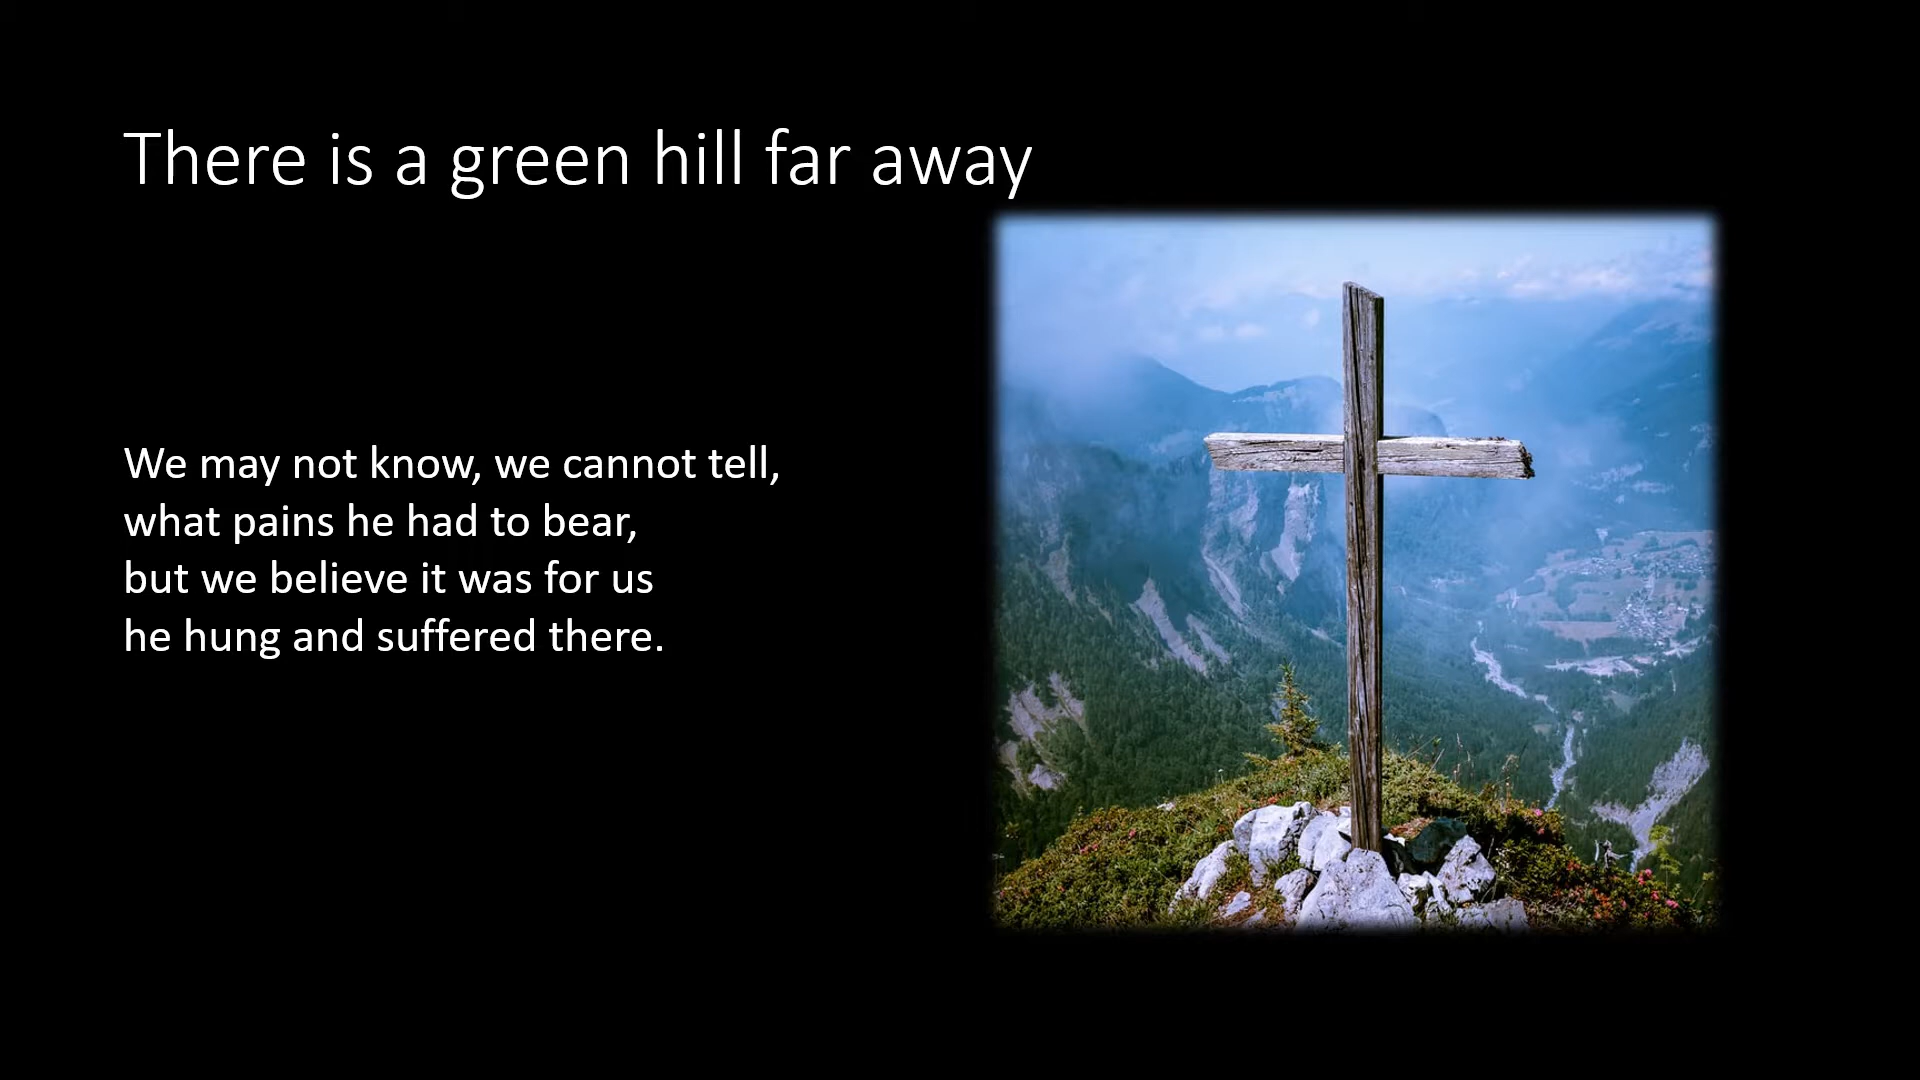 There is a green hill far away
We may not know, we cannot tell,
what pains he had to bear,
but we believe it was for us
he hung and suffered there.